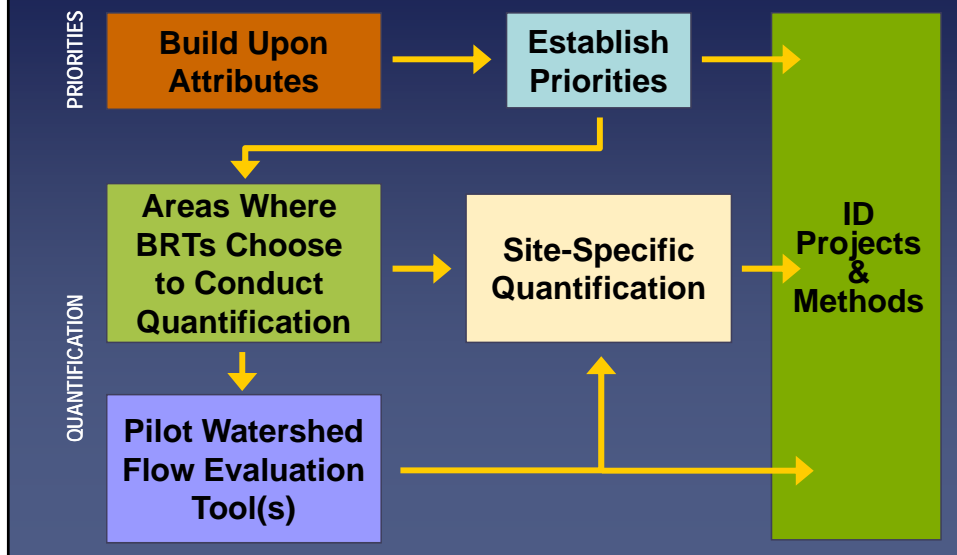 PRIORITIES
Build Upon
Attributes
Establish
Priorities
QUANTIFICATION
Areas Where
BRTs Choose
to Conduct
Quantification
Site-Specific
Quantification
ID
Projects
&
Methods
Pilot Watershed
Flow Evaluation
Tool(s)